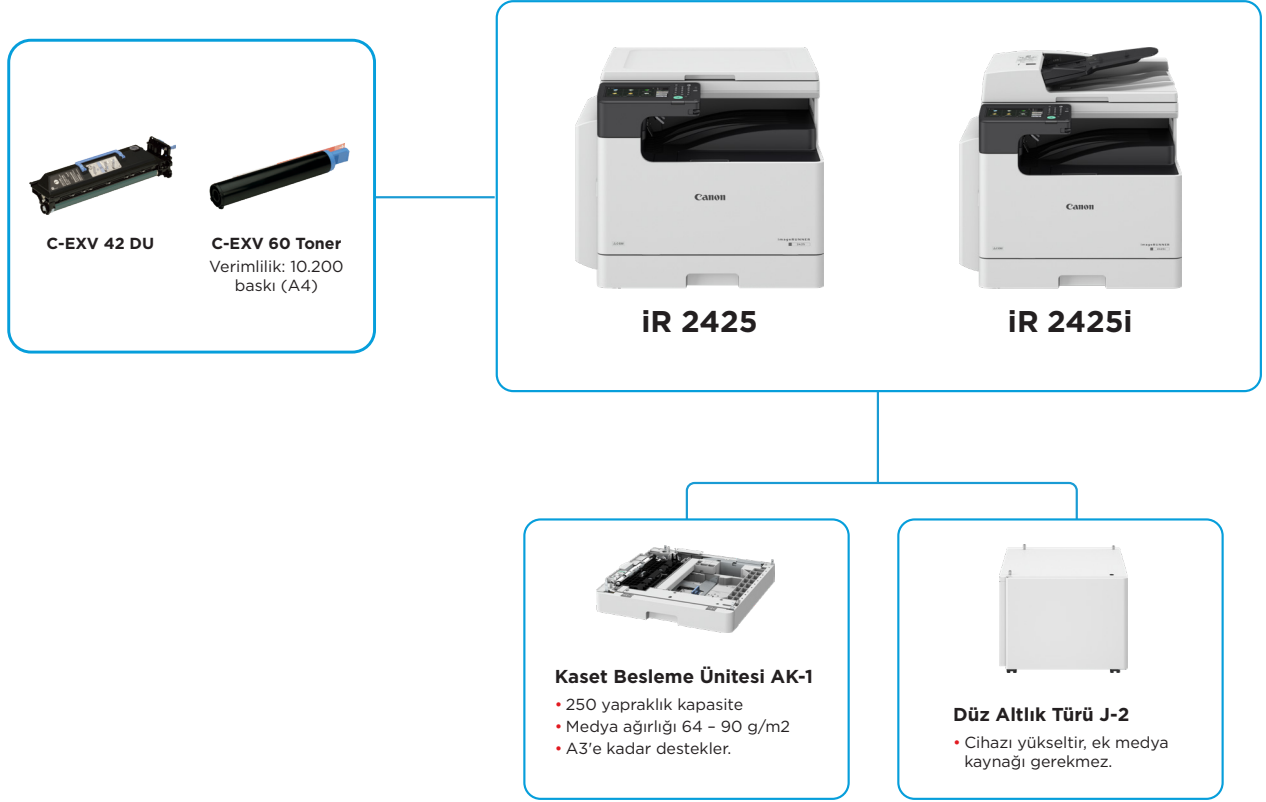 C-EXV 42 DU
C-EXV 60 Toner
Verimlilik: 10.200
baskı (A4)
Canon
Canon
iR 2425
iR 2425i
Kaset Besleme Ünitesi AK-1
• 250 yapraklık kapasite
• Medya ağırlığı 64 – 90 g/m2
• A3'e kadar destekler.
Düz Altlık Türü J-2
• Cihazı yükseltir, ek medya
kaynağı gerekmez.